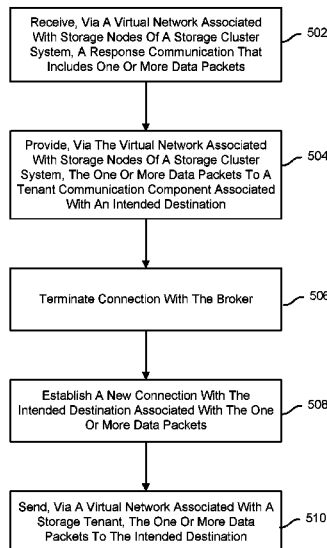 Receive, Via A Virtual Network Associated
With Storage Nodes Of A Storage Cluster
System, A Response Communication That
Includes One Or More Data Packets
502
Provide, Via The Virtual Network Associated
With Storage Nodes Of A Storage Cluster
System, The One Or More Data Packets To A
Tenant Communication Component Associated
With An Intended Destination
504
Terminate Connection With The Broker
506
Establish A New Connection With The
Intended Destination Associated With The One
Or More Data Packets
508
Send, Via A Virtual Network Associated With A
Storage Tenant, The One Or More Data
Packets To The Intended Destination
510